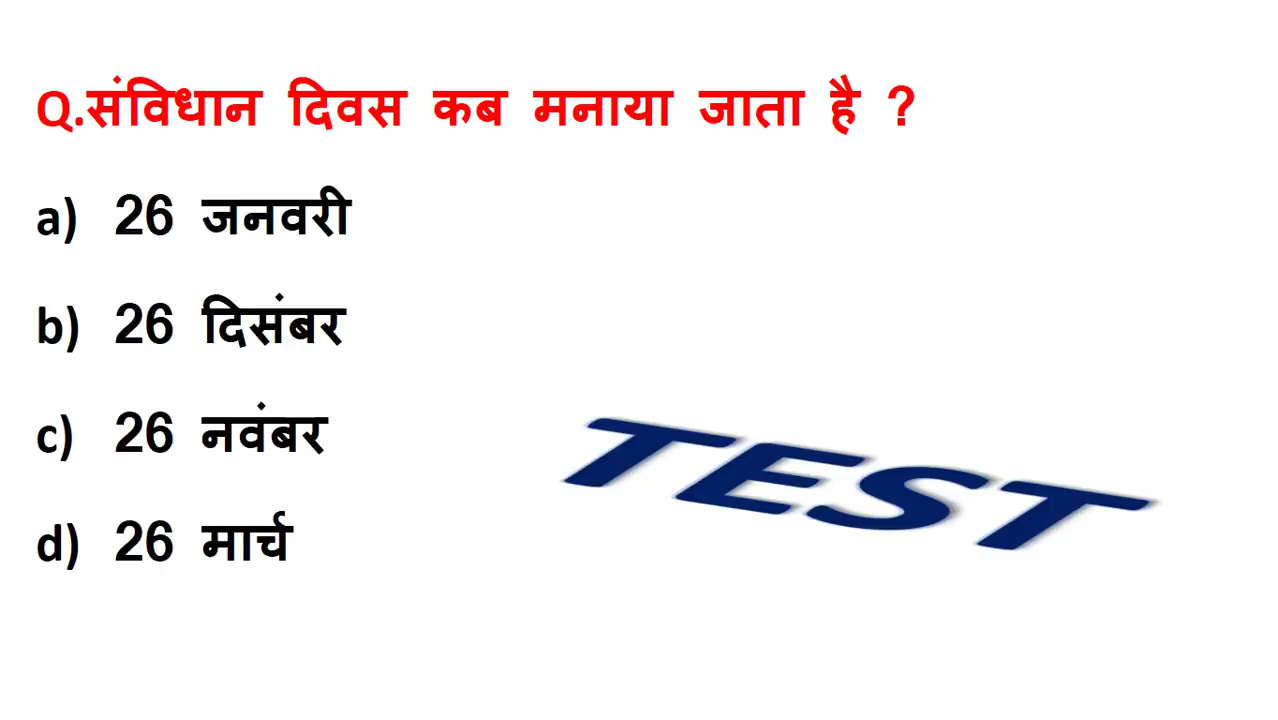 Q.संविधान दिवस कब मनाया जाता है ?
a) 26 जनवरी
b) 26 दिसंबर
c) 26 नवंबर
d) 26 मार्च
TEST